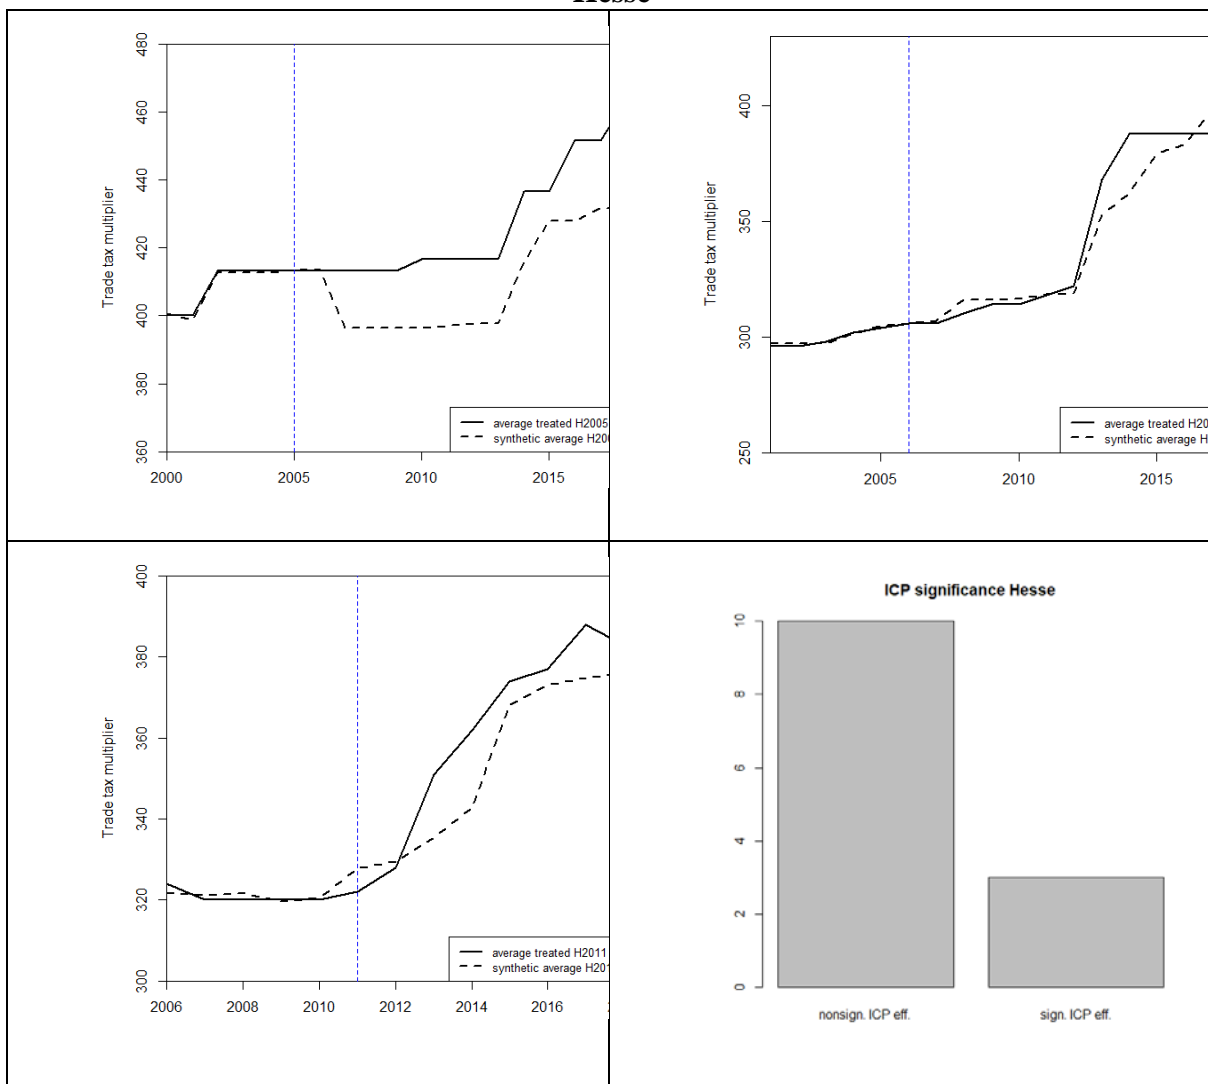 Hesse
480
460
440
420
400
380
360
Trade tax multiplier
2000
2005
2010
2015
average treated H2005
synthetic average H20
400
350
300
250
Trade tax multiplier
2005
2010
2015
average treated H20
synthetic average H
400
380
360
340
320
300
Trade tax multiplier
2006
2008
2010
2012
2014
2016
average treated H2011
synthetic average H201
ICP significance Hesse
10
8
6
4
2
0
nonsign. ICP eff.
sign. ICP eff.